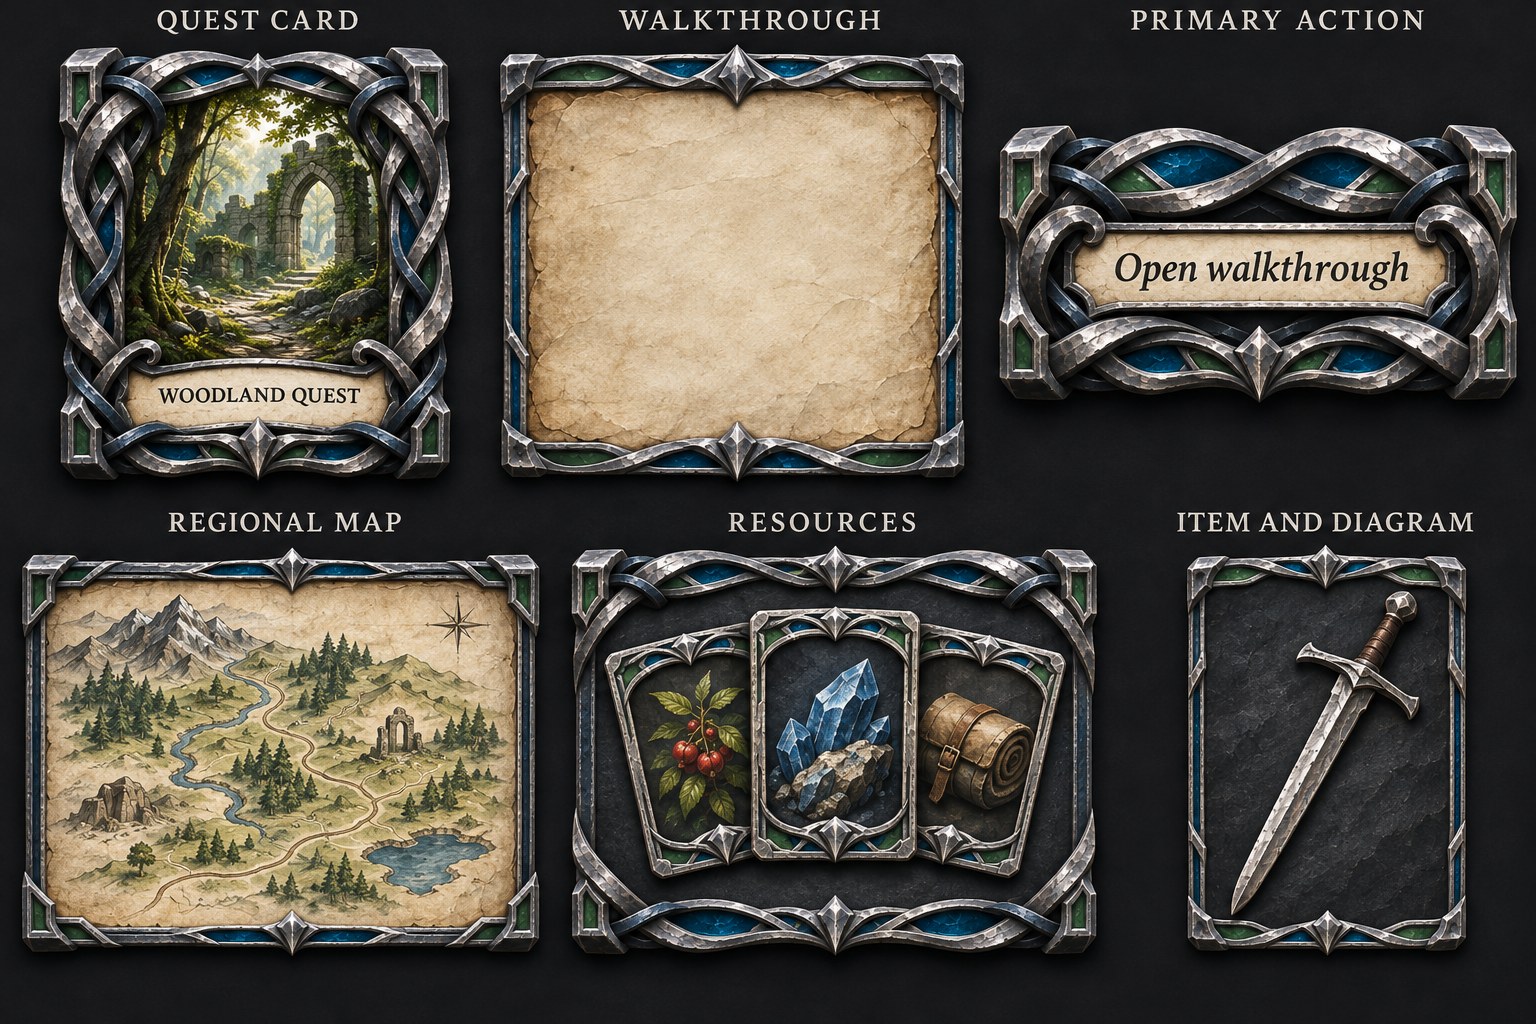 QUEST CARD
WALKTHROUGH
PRIMARY ACTION
WOODLAND QUEST
Open walkthrough
REGIONAL MAP
RESOURCES
ITEM AND DIAGRAM